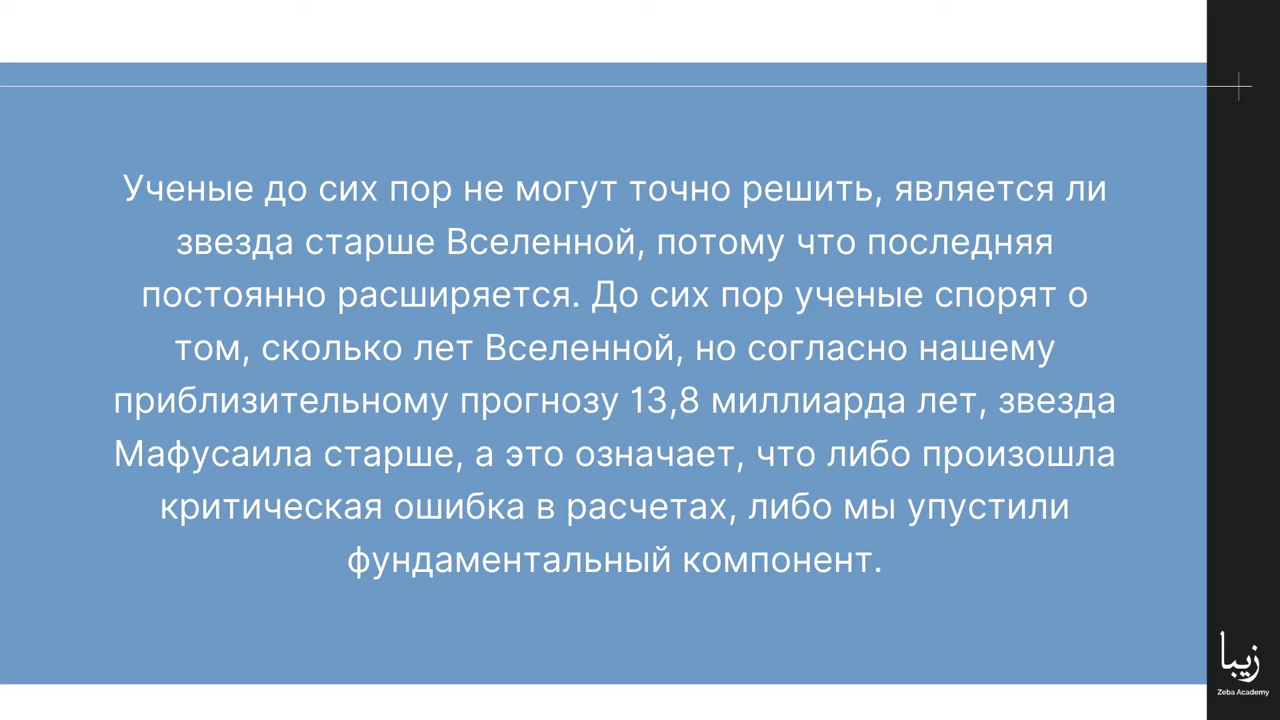 Ученые до сих пор не могут точно решить, является ли
звезда старше Вселенной, потому что последняя
постоянно расширяется. До сих пор ученые спорят о
том, сколько лет Вселенной, но согласно нашему
приблизительному прогнозу 13,8 миллиарда лет, звезда
Мафусаила старше, а это означает, что либо произошла
критическая ошибка в расчетах, либо мы упустили
фундаментальный компонент.
زيبا
Zeba Academy